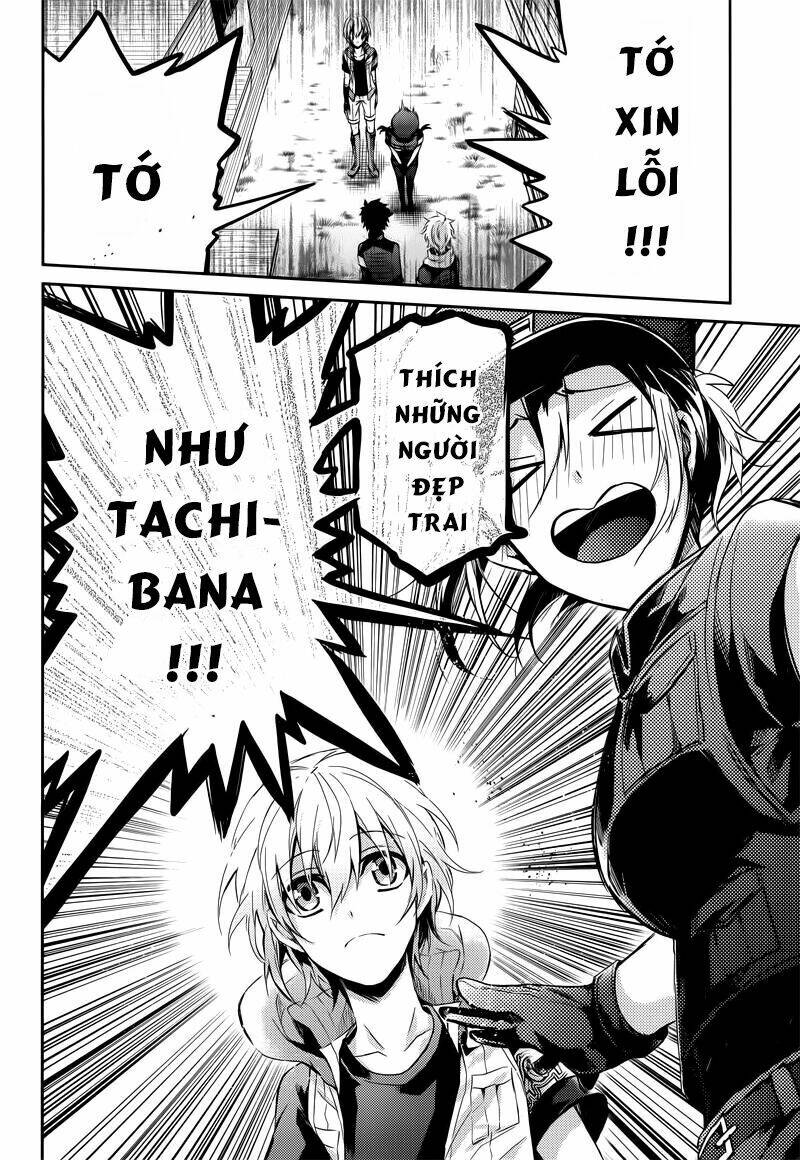 TỚ
XIN
LỖI
!!!
TỚ
THÍCH
NHỮNG
NGƯỜI
ĐẸP
TRAI
NHƯ
TACHI-
BANA
!!!